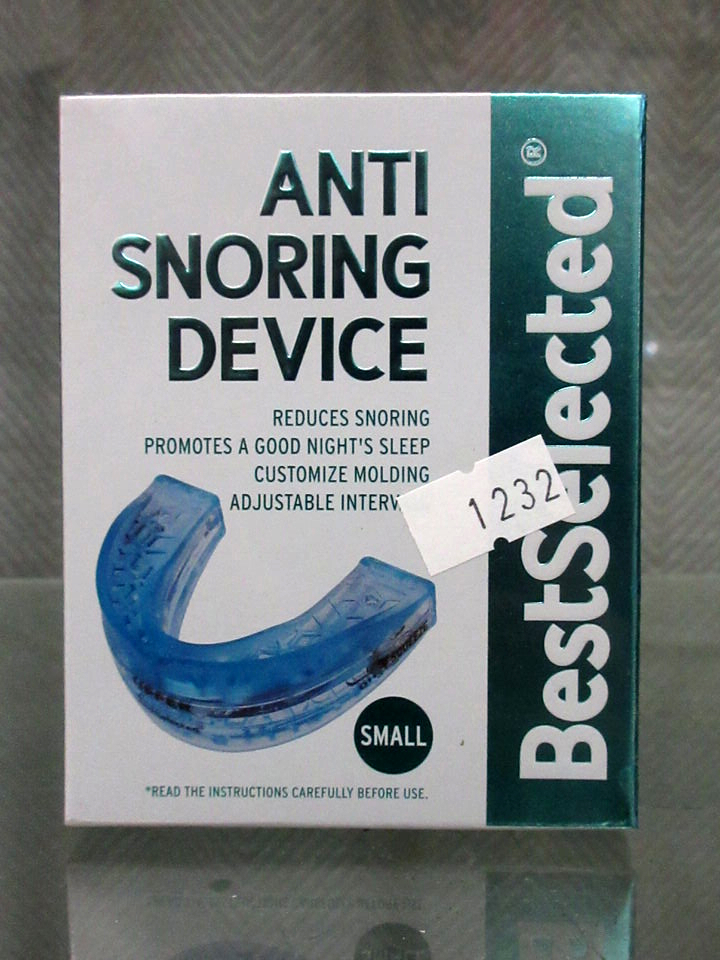 ANTI
SNORING
DEVICE
REDUCES SNORING
PROMOTES A GOOD NIGHT'S SLEEP
CUSTOMIZE MOLDING
ADJUSTABLE
1232
SMALL
*READ THE INSTRUCTIONS CAREFULLY BEFORE USE.
BestSelected